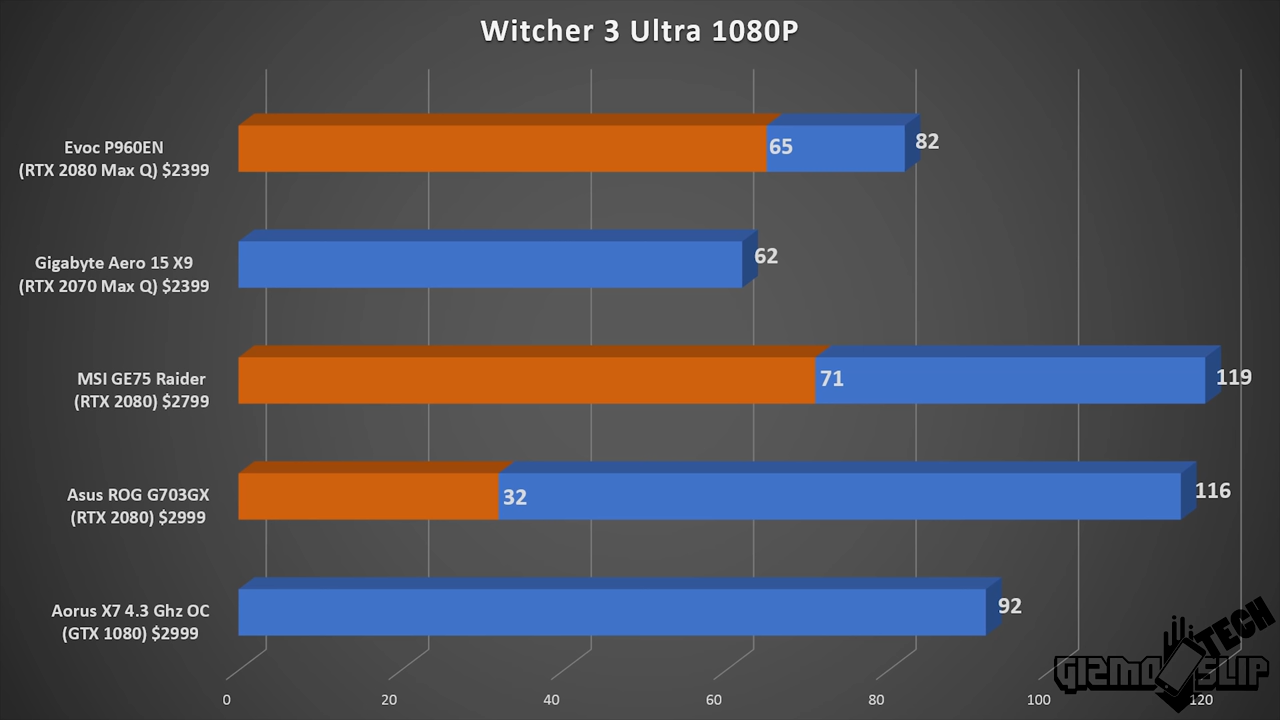 Witcher 3 Ultra 1080P
Evoc P960EN
(RTX 2080 Max Q) $2399
65
82
Gigabyte Aero 15 X9
(RTX 2070 Max Q) $2399
62
MSI GE75 Raider
(RTX 2080) $2799
71
119
Asus ROG G703GX
(RTX 2080) $2999
32
116
Aorus X7 4.3 Ghz OC
(GTX 1080) $2999
92
0 20 40 60 80 100 120
GIZMO SLIP
TECH